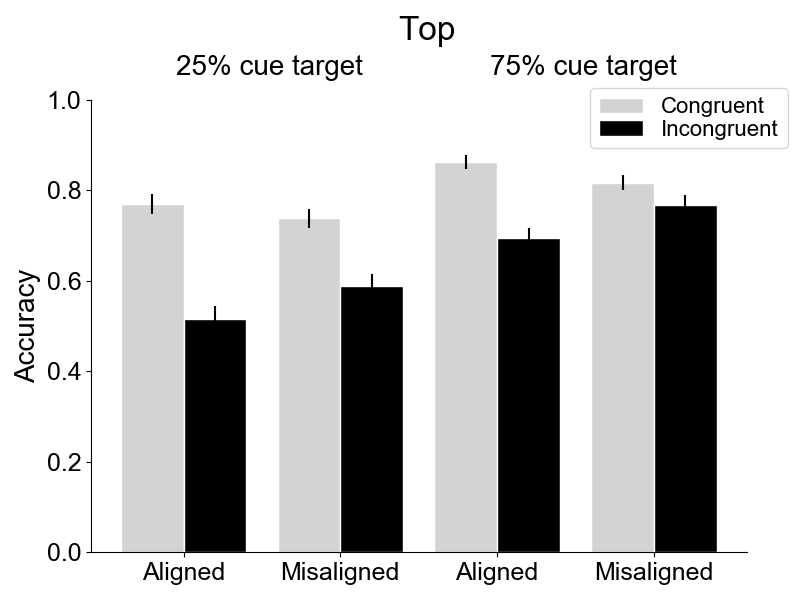 Top
25% cue target
75% cue target
Congruent
Incongruent
1.0
0.8
0.6
0.4
0.2
0.0
Accuracy
Aligned
Misaligned
Aligned
Misaligned